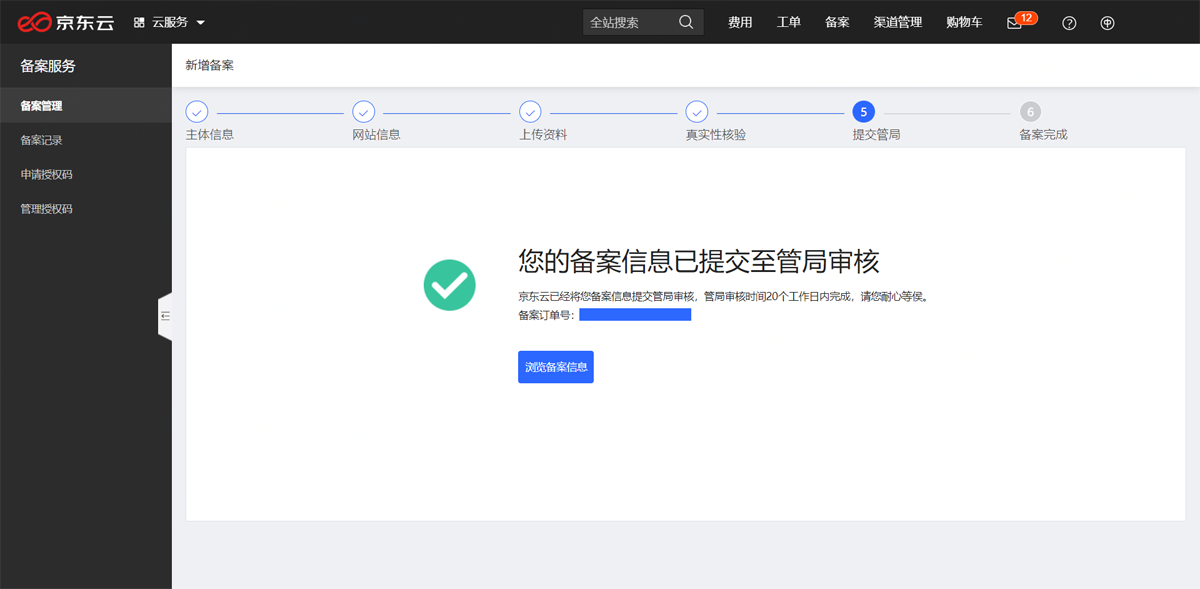 京东云 云服务 全站搜索 费用 工单 备案 渠道管理 购物车 12
备案服务
新增备案
备案管理
备案记录
申请授权码
管理授权码
5 6
主体信息 网站信息 上传资料 真实性核验 提交管局 备案完成
您的备案信息已提交至管局审核
京东云已经将您备案信息提交管局审核，管局审核时间20个工作日内完成，请您耐心等侯。
备案订单号：
浏览备案信息